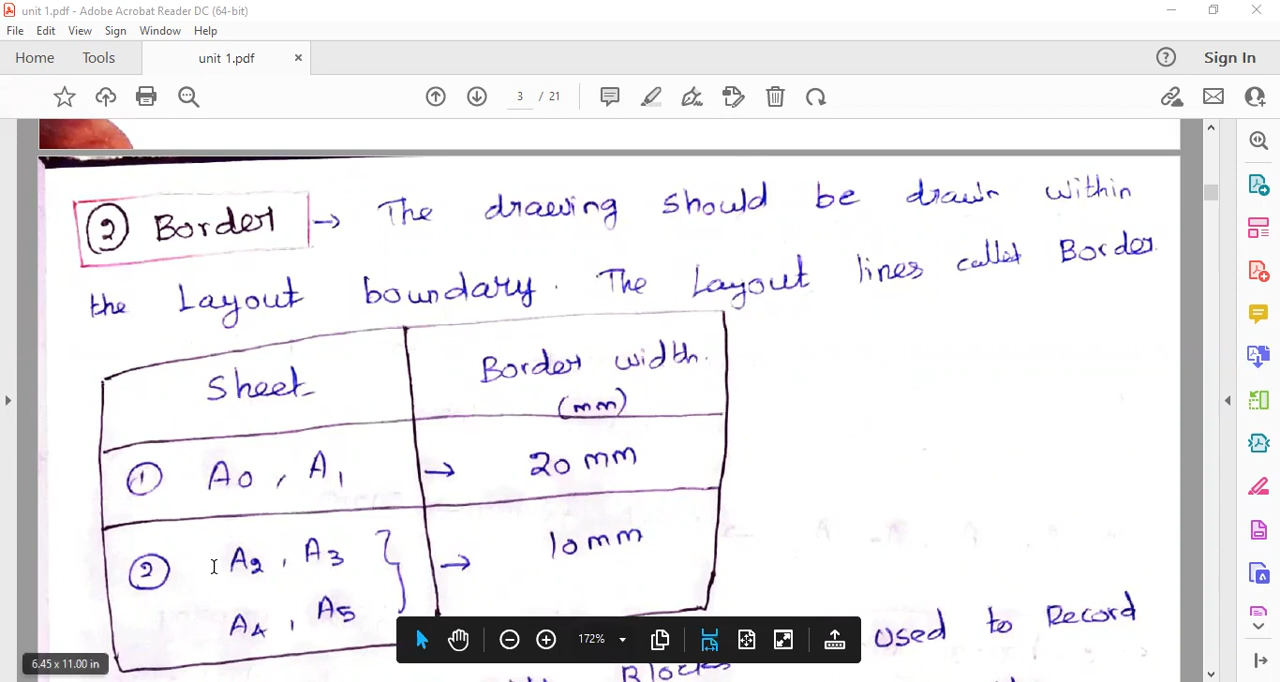 unit 1.pdf - Adobe Acrobat Reader DC (64-bit)
File Edit View Sign Window Help
Home Tools unit 1.pdf × Sign In
3 / 21
② Border → The drawing should be drawn within
the Layout boundary. The Layout lines called Border
Sheet Border width.
(mm)
① A0, A1 → 20 mm
② A2, A3 → 10 mm
A4, A5
used to Record
Blocks
172%
6.45 x 11.00 in